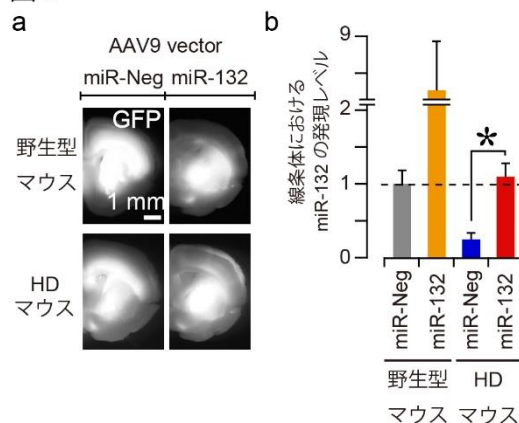 a
AAV9 vector
miR-Neg miR-132
野生型
マウス
GFP
1 mm
HD
マウス
b
線条体における
miR-132 の発現レベル
9
2
1
0
*
miR-Neg
miR-132
miR-Neg
miR-132
野生型
マウス
HD
マウス